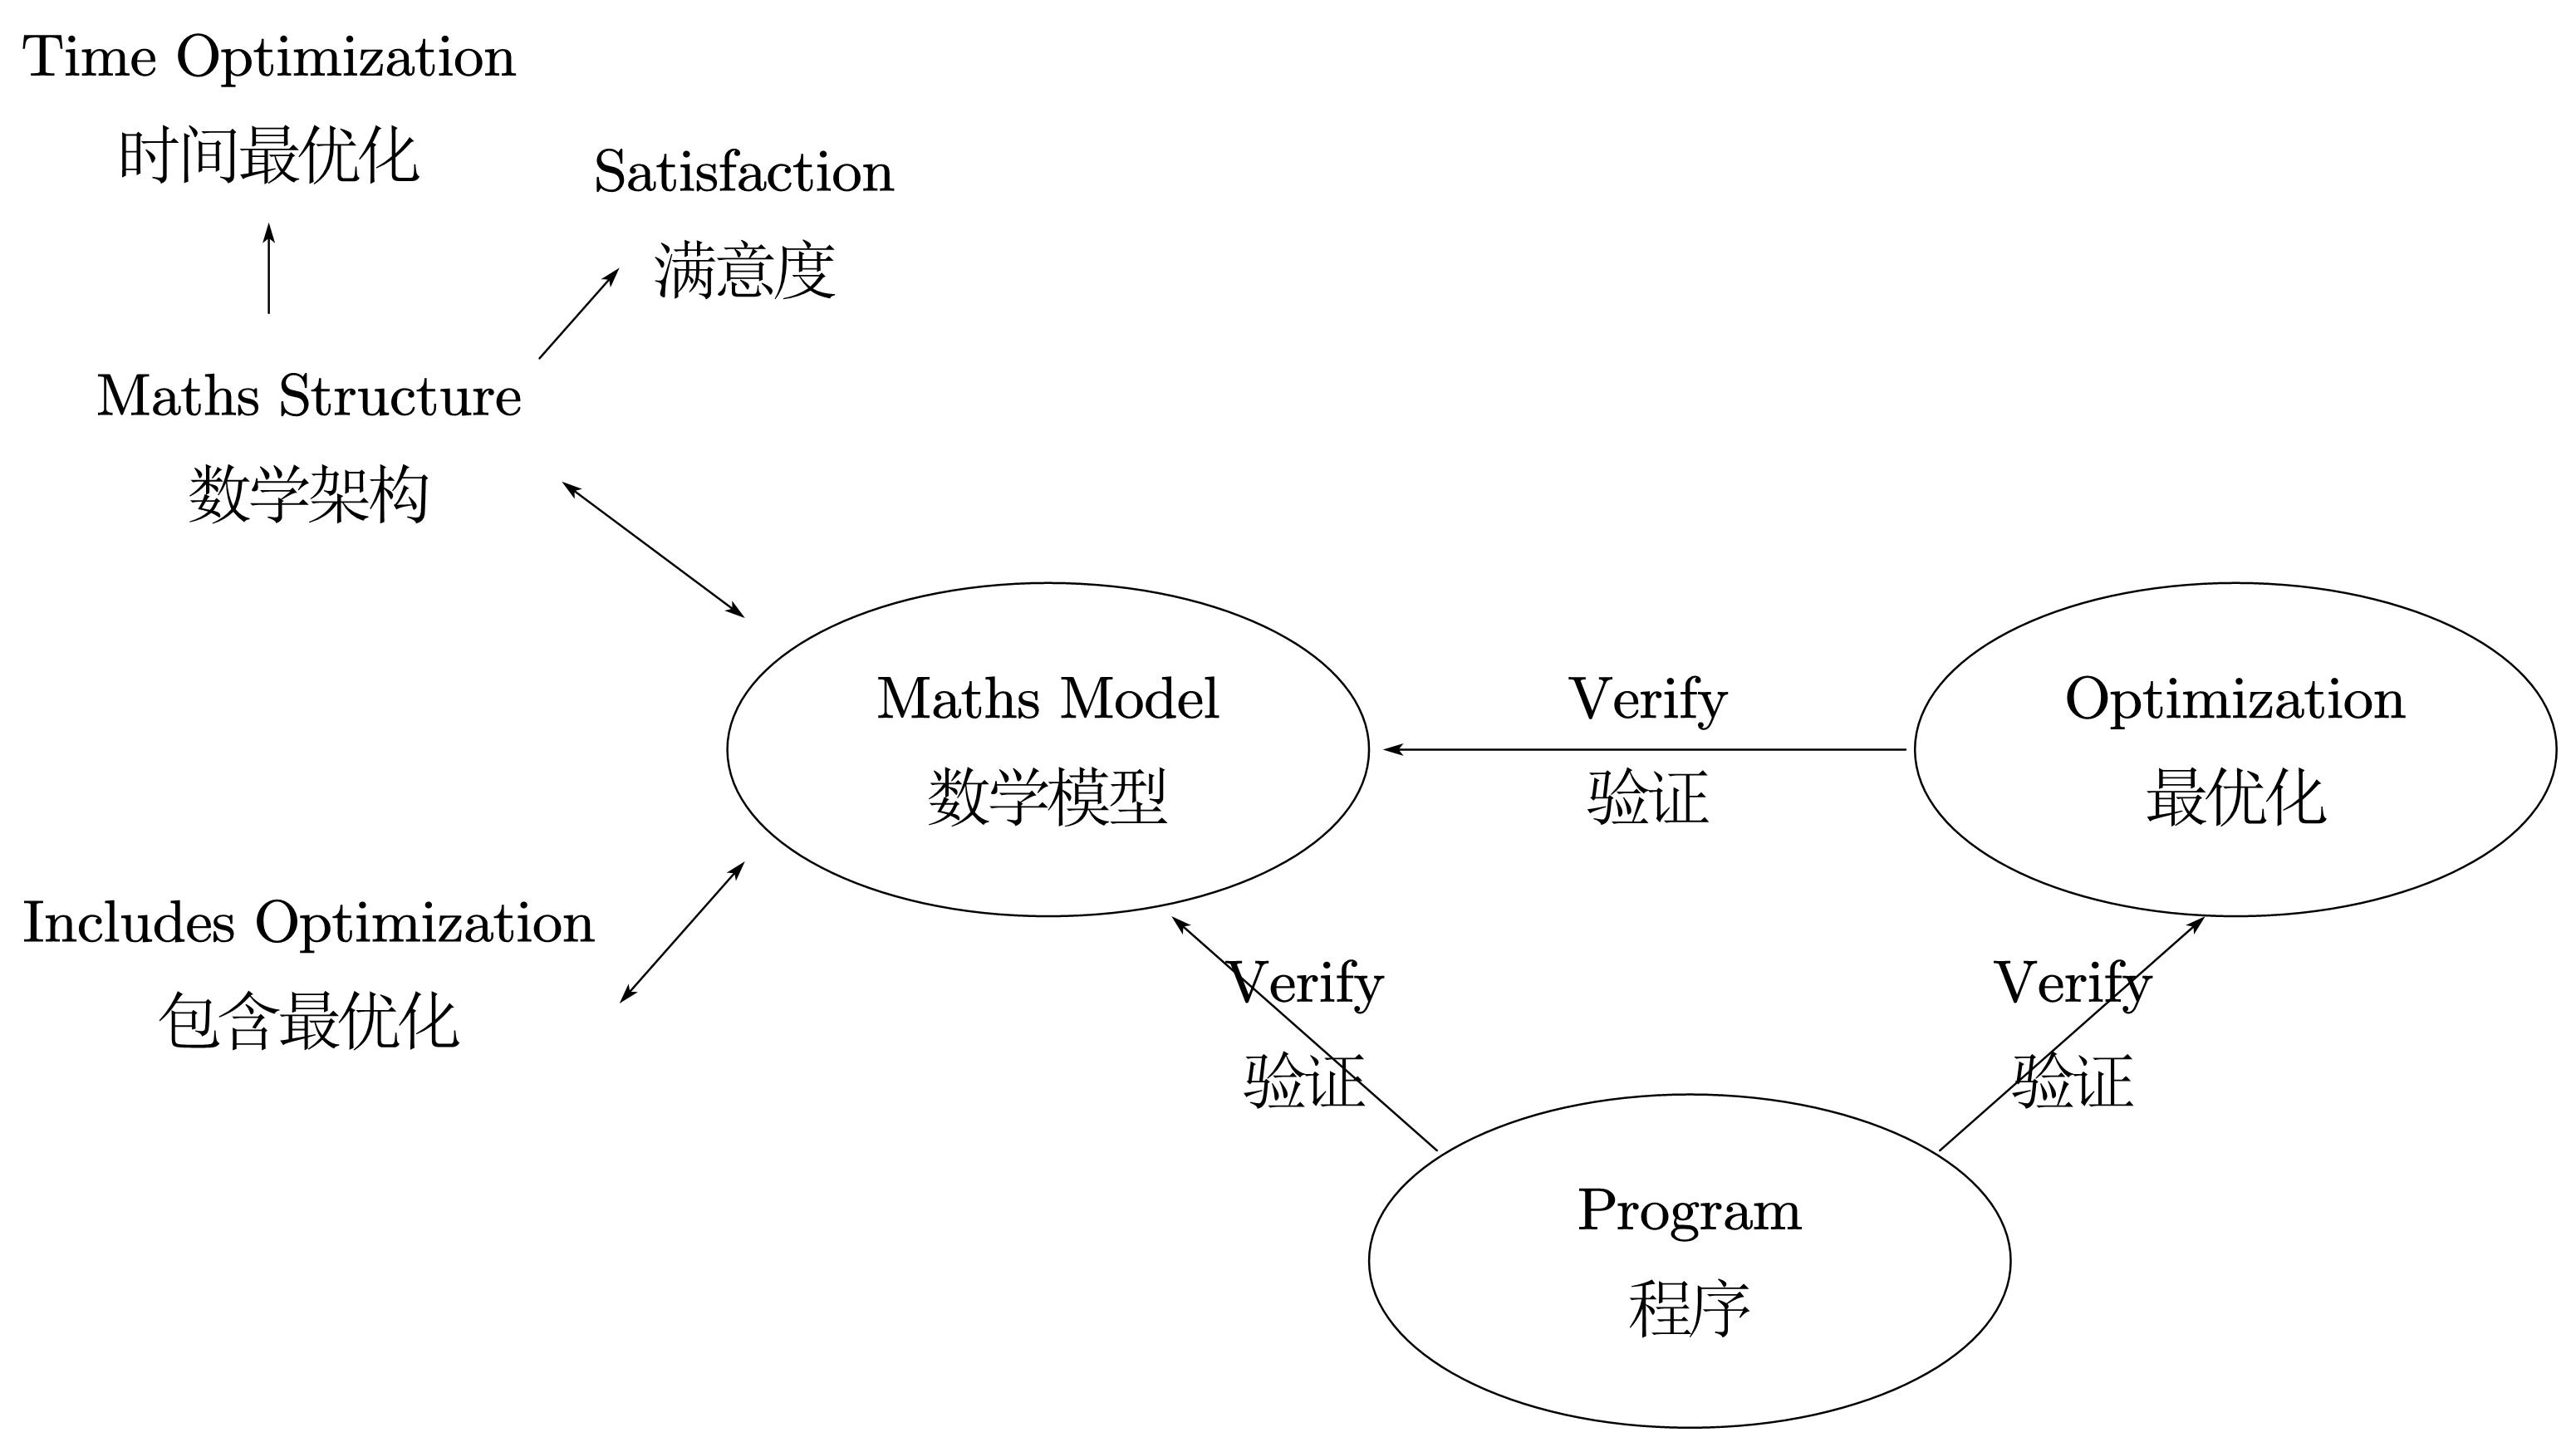 Time Optimization
时间最优化
Satisfaction
满意度
Maths Structure
数学架构
Maths Model
数学模型
Verify
验证
Optimization
最优化
Includes Optimization
包含最优化
Verify
验证
Verify
验证
Program
程序